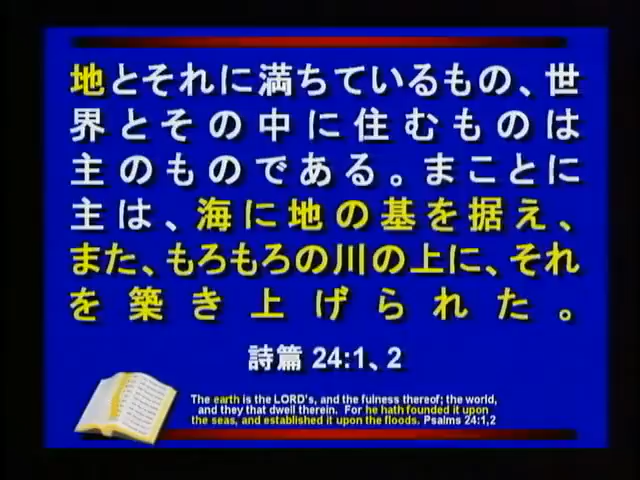 地とそれに満ちているもの、世
界とその中に住むものは
主のものである。まことに
主は、海に地の基を据え、
また、もろもろの川の上に、それ
を築き上げられた。
詩篇 24:1、2
The earth is the LORD's, and the fulness thereof; the world,
and they that dwell therein. For he hath founded it upon
the seas, and established it upon the floods. Psalms 24:1,2